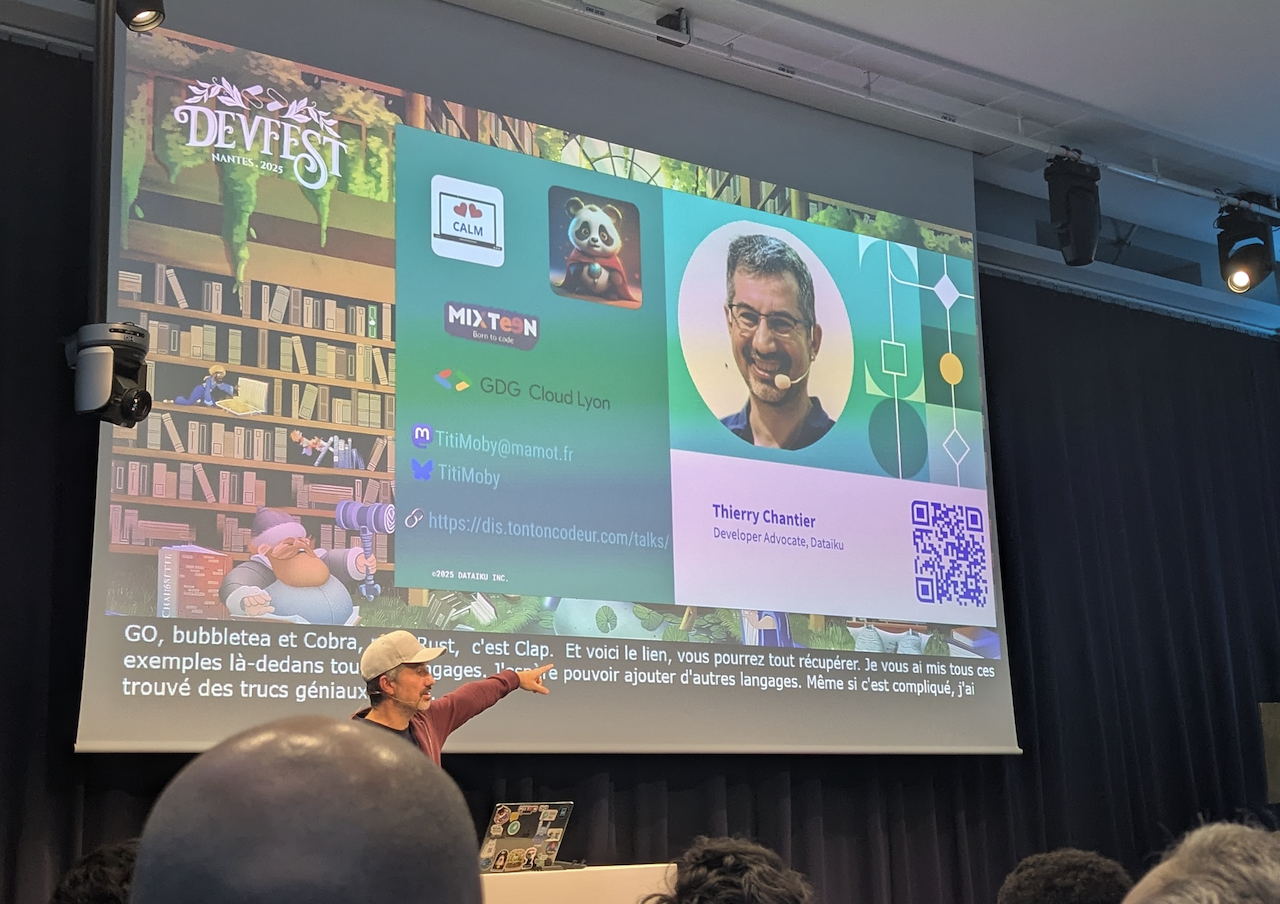 DEVFEST
NANTES . 2025
CALM
MIXTEEN
Born to code
GDG Cloud Lyon
TitiMoby@mamot.fr
TitiMoby
https://dis.tontoncodeur.com/talks/
©2025 DATAIKU INC.
Thierry Chantier
Developer Advocate, Dataiku
GO, bubbletea et Cobra, Rust, c'est Clap. Et voici le lien, vous pourrez tout récupérer. Je vous ai mis tous ces
exemples là-dedans pouvoir ajouter d'autres langages. Même si c'est compliqué, j'ai
trouvé des trucs géniaux